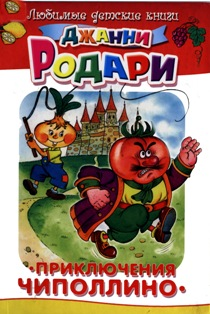 Любимые детские книги
ДЖАННИ
РОДАРИ
•ПРИКЛЮЧЕНИЯ
ЧИПОЛЛИНО•